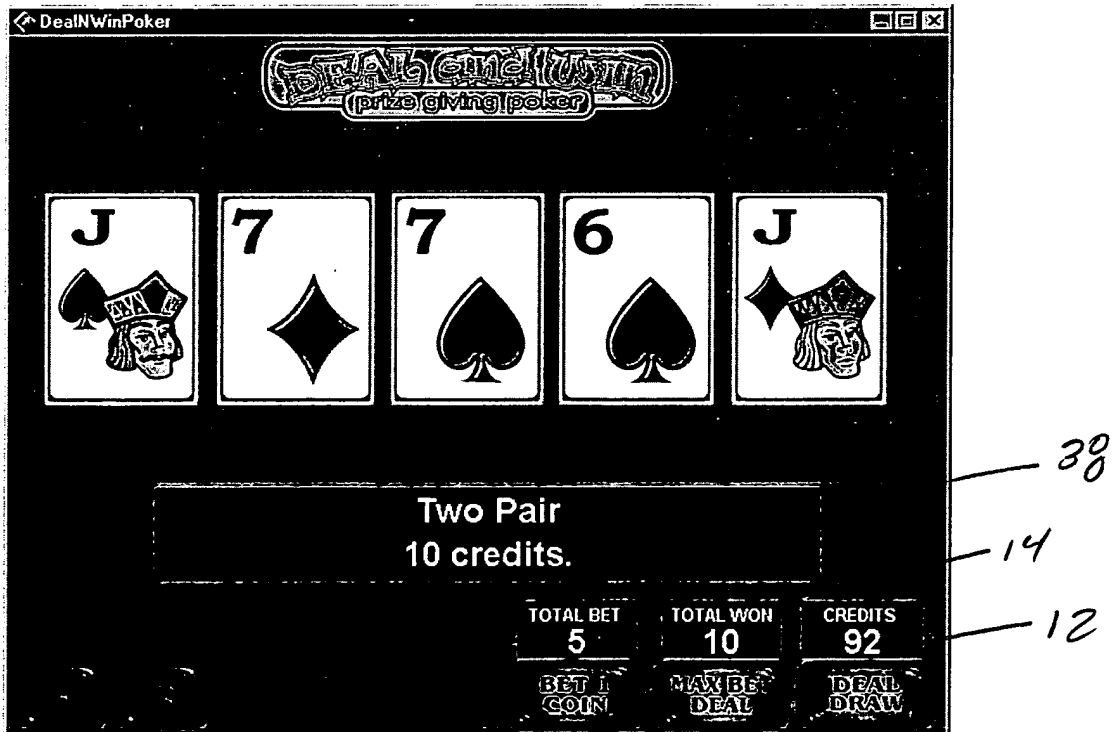 DealNWinPoker
DEAL and WIN
prize giving poker
J 7 7 6 J
Two Pair
10 credits.
14
TOTAL BET TOTAL WON CREDITS
5 10 92
12
BET 1 COIN MAX BET DEAL DEAL DRAW